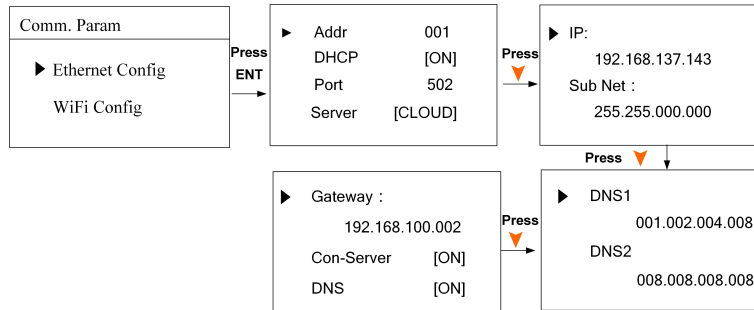 Comm. Param
Ethernet Config
WiFi Config
Press
ENT
Addr 001
DHCP [ON]
Port 502
Server [CLOUD]
Press
IP:
192.168.137.143
Sub Net :
255.255.000.000
Press
Gateway :
192.168.100.002
Con-Server [ON]
DNS [ON]
Press
DNS1
001.002.004.008
DNS2
008.008.008.008